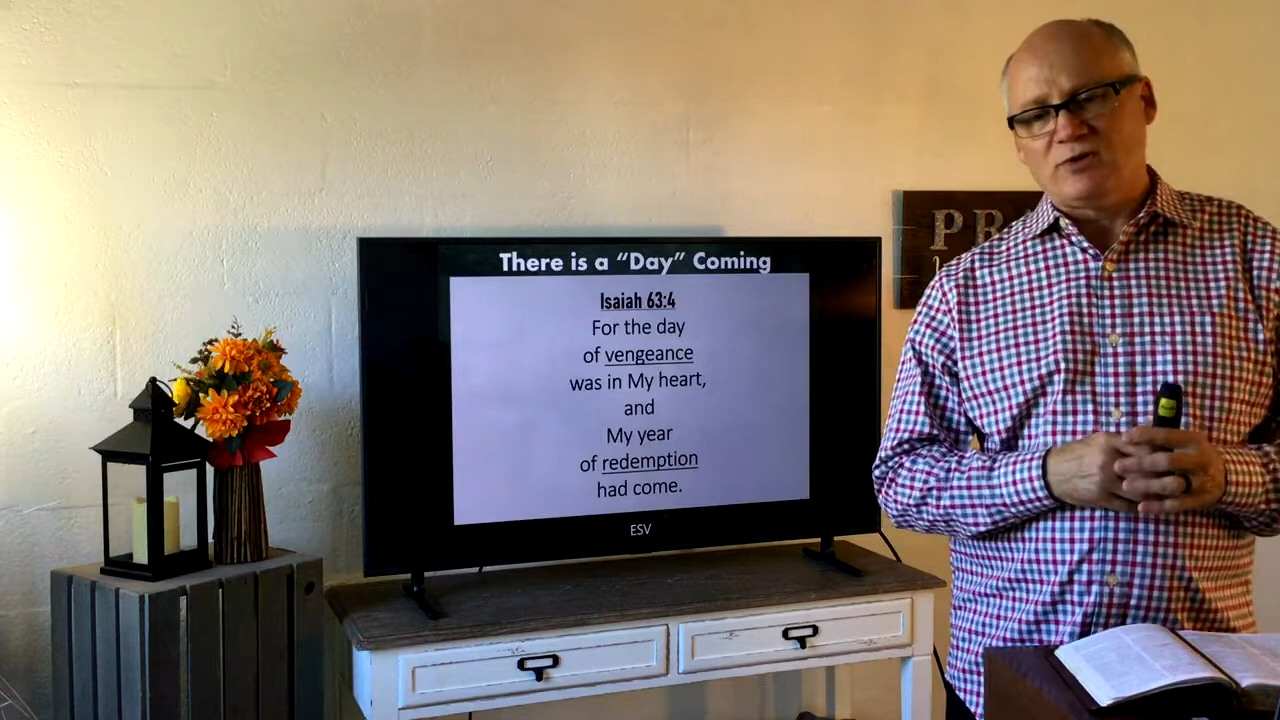 There is a “Day” Coming
Isaiah 63:4
For the day
of vengeance
was in My heart,
and
My year
of redemption
had come.
ESV